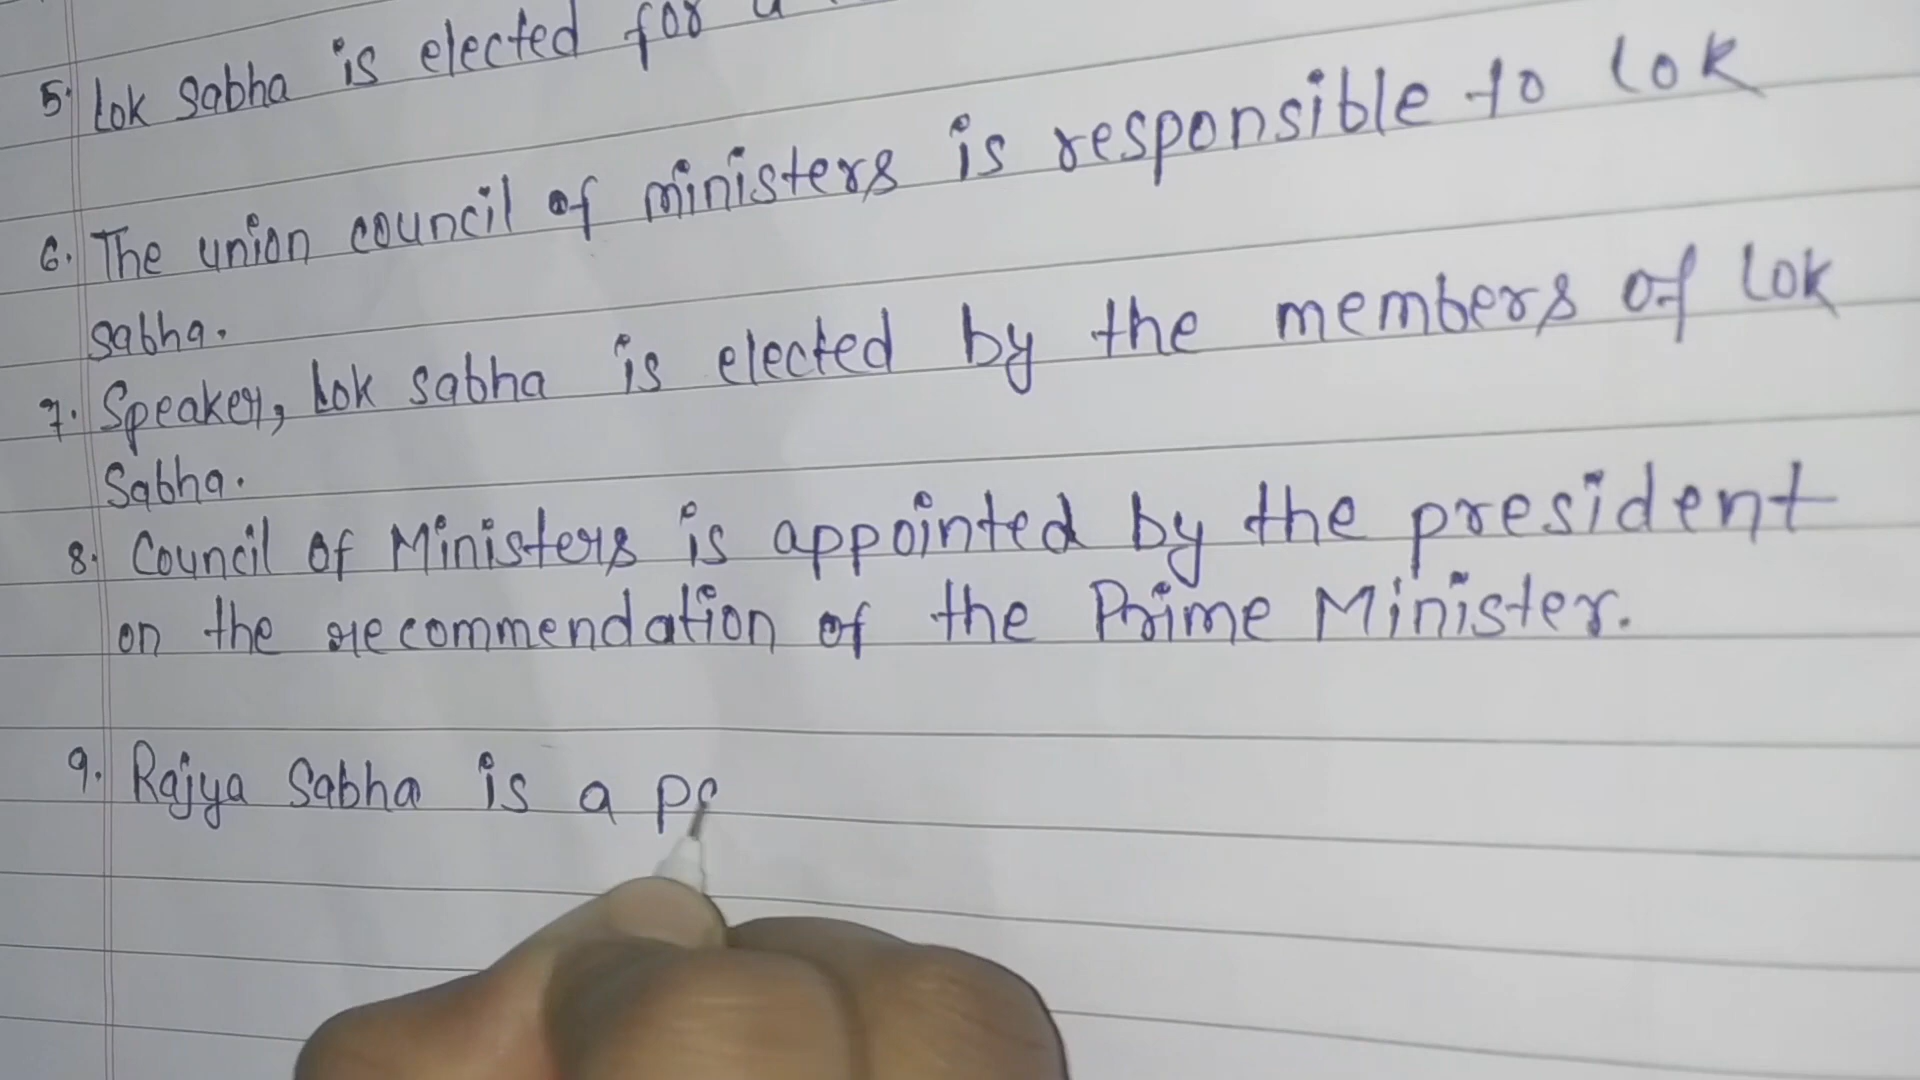 5. Lok Sabha is elected for a
6. The union council of ministers is responsible to Lok
Sabha.
7. Speaker, Lok Sabha is elected by the members of Lok
Sabha.
8. Council of Ministers is appointed by the president
on the recommendation of the Prime Minister.
9. Rajya Sabha is a pe